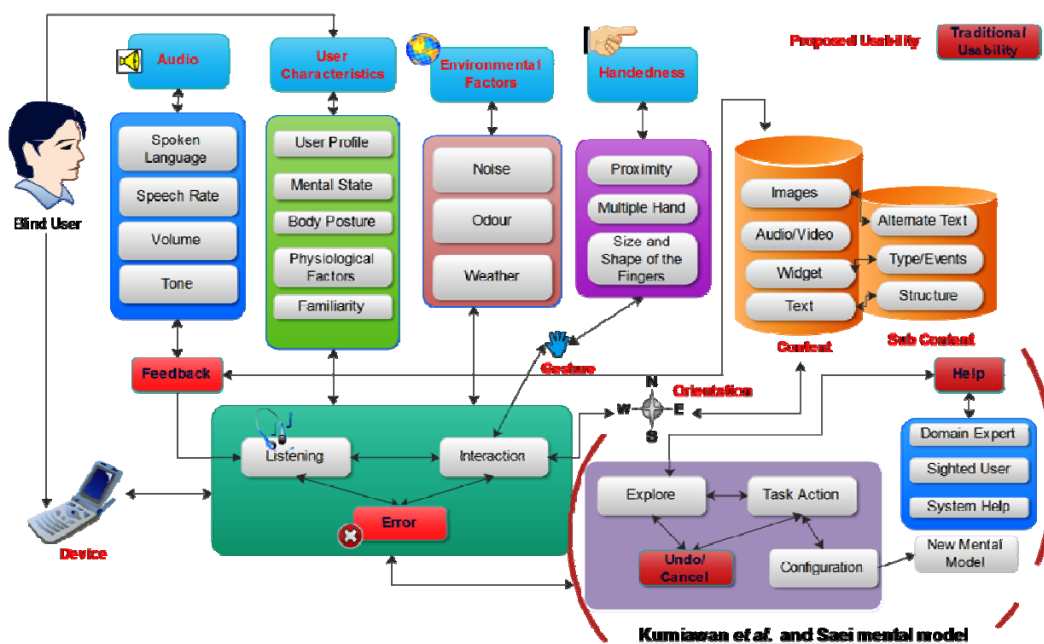 Proposed Usability
Traditional
Usability
Audio
User
Characteristics
Environmental
Factors
Handedness
Spoken
Language
Speech Rate
Volume
Tone
User Profile
Mental State
Body Posture
Physiological
Factors
Familiarity
Noise
Odour
Weather
Proximity
Multiple Hand
Size and
Shape of the
Fingers
Images
Audio/Video
Widget
Text
Content
Alternate Text
Type/Events
Structure
Sub Content
Blind User
Feedback
Gesture
Orientation
N
W
E
S
Help
Domain Expert
Sighted User
System Help
New Mental
Model
Listening
Interaction
Error
Device
Explore
Task Action
Undo/
Cancel
Configuration
Kurniawan et al. and Saei mental model